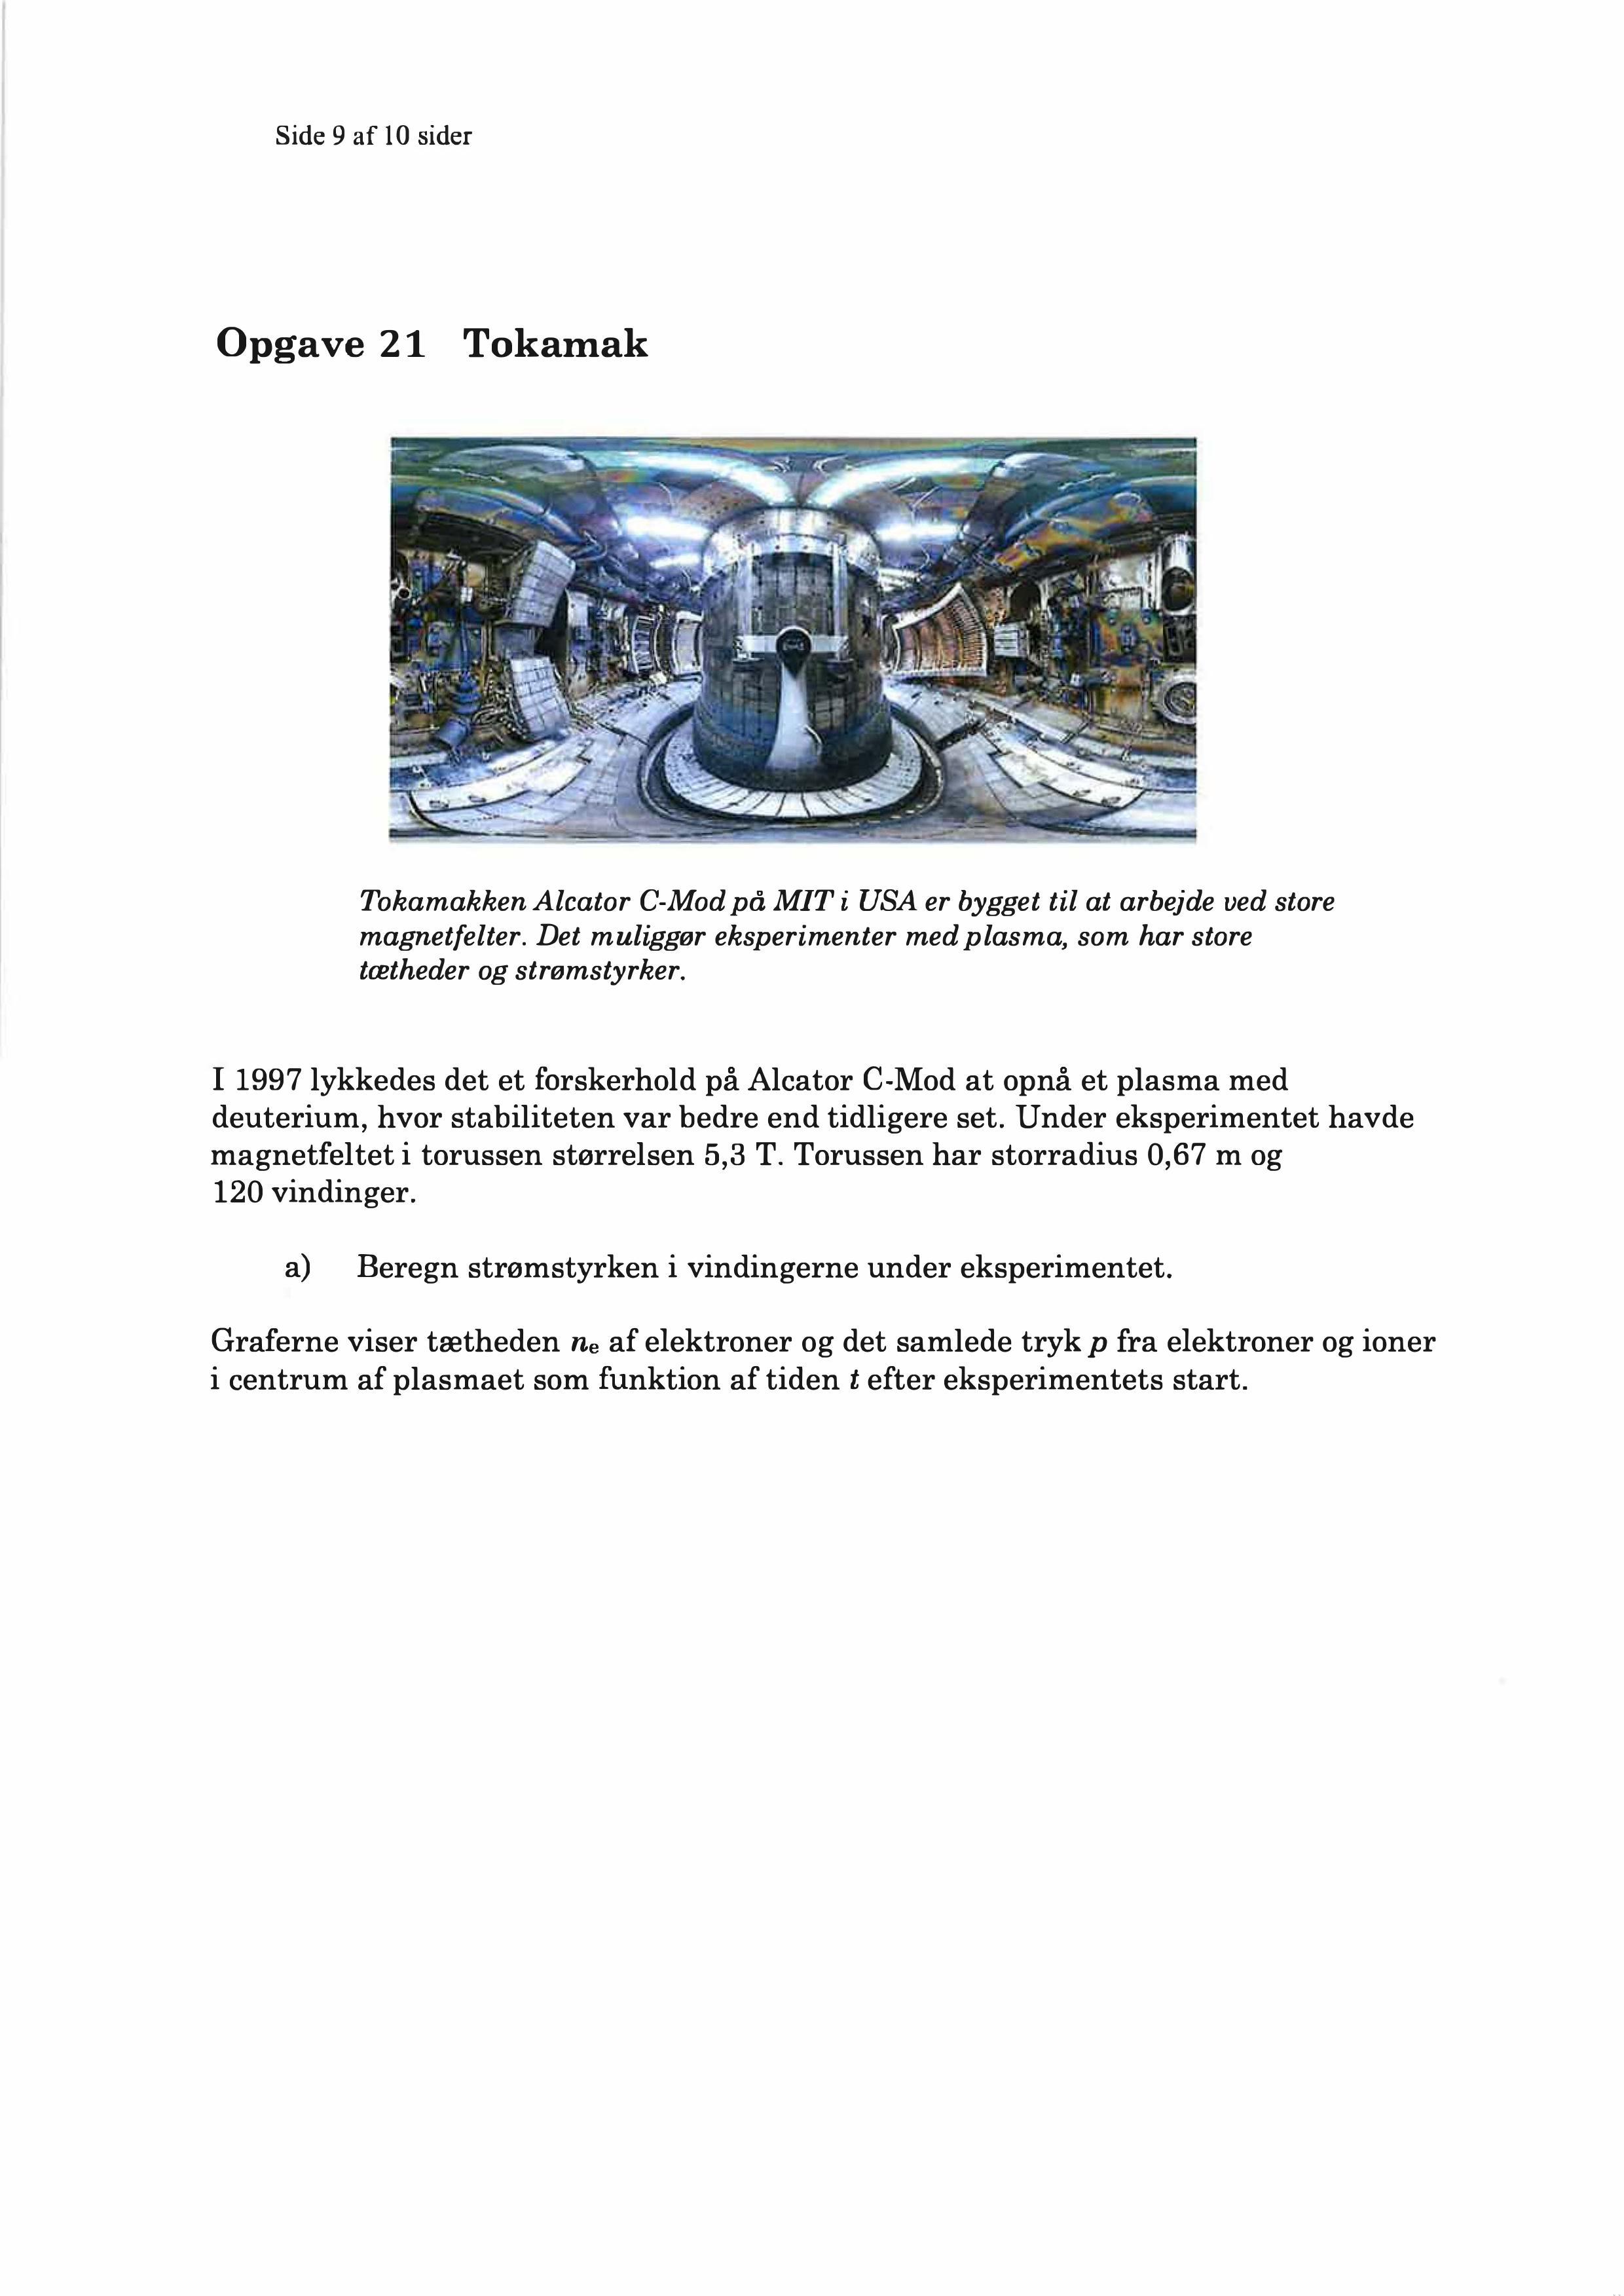 Side 9 af 10 sider
Opgave 21 Tokamak
Tokamakken Alcator C-Mod på MIT i USA er bygget til at arbejde ved store
magnetfelter. Det muliggør eksperimenter med plasma, som har store
tætheder og strømstyrker.
I 1997 lykkedes det et forskerhold på Alcator C-Mod at opnå et plasma med
deuterium, hvor stabiliteten var bedre end tidligere set. Under eksperimentet havde
magnetfeltet i torussen størrelsen 5,3 T. Torussen har storradius 0,67 m og
120 vindinger.
a) Beregn strømstyrken i vindingerne under eksperimentet.
Graferne viser tætheden nₑ af elektroner og det samlede tryk p fra elektroner og ioner
i centrum af plasmaet som funktion af tiden t efter eksperimentets start.